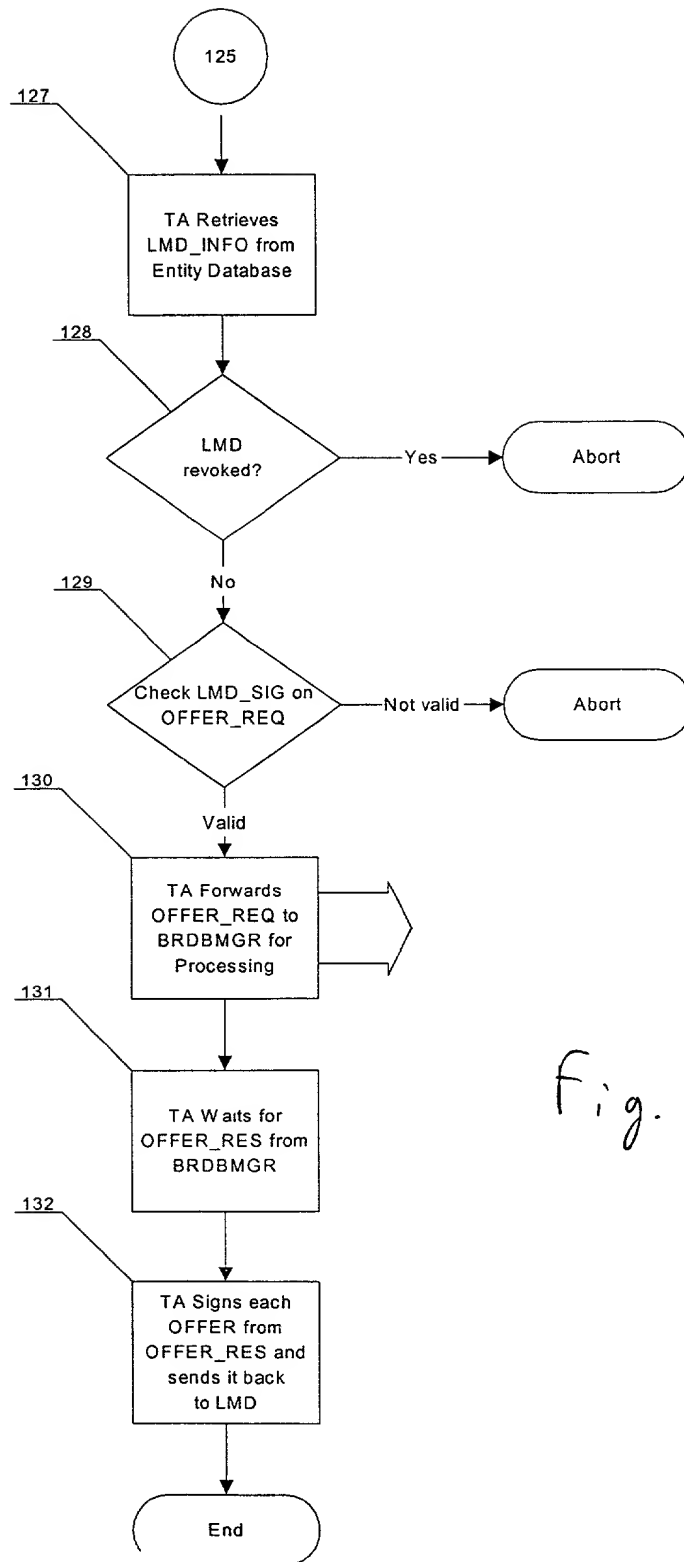 125
127
TA Retrieves
LMD_INFO from
Entity Database
128
LMD
revoked?
Yes
Abort
No
129
Check LMD_SIG on
OFFER_REQ
Not valid
Abort
Valid
130
TA Forwards
OFFER_REQ to
BRDBMGR for
Processing
131
TA Waits for
OFFER_RES from
BRDBMGR
Fig.
132
TA Signs each
OFFER from
OFFER_RES and
sends it back
to LMD
End